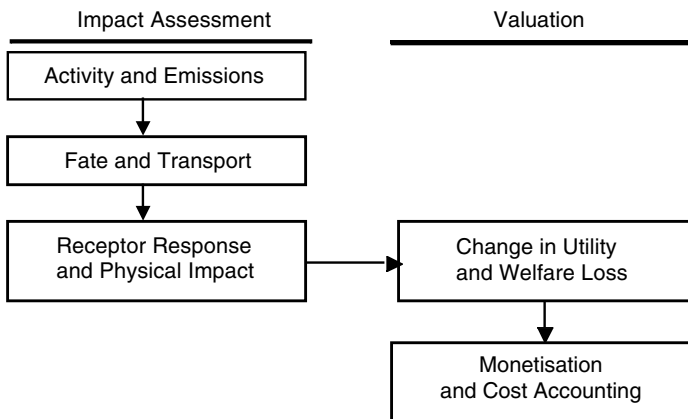 Impact Assessment
Valuation
Activity and Emissions
Fate and Transport
Receptor Response
and Physical Impact
Change in Utility
and Welfare Loss
Monetisation
and Cost Accounting